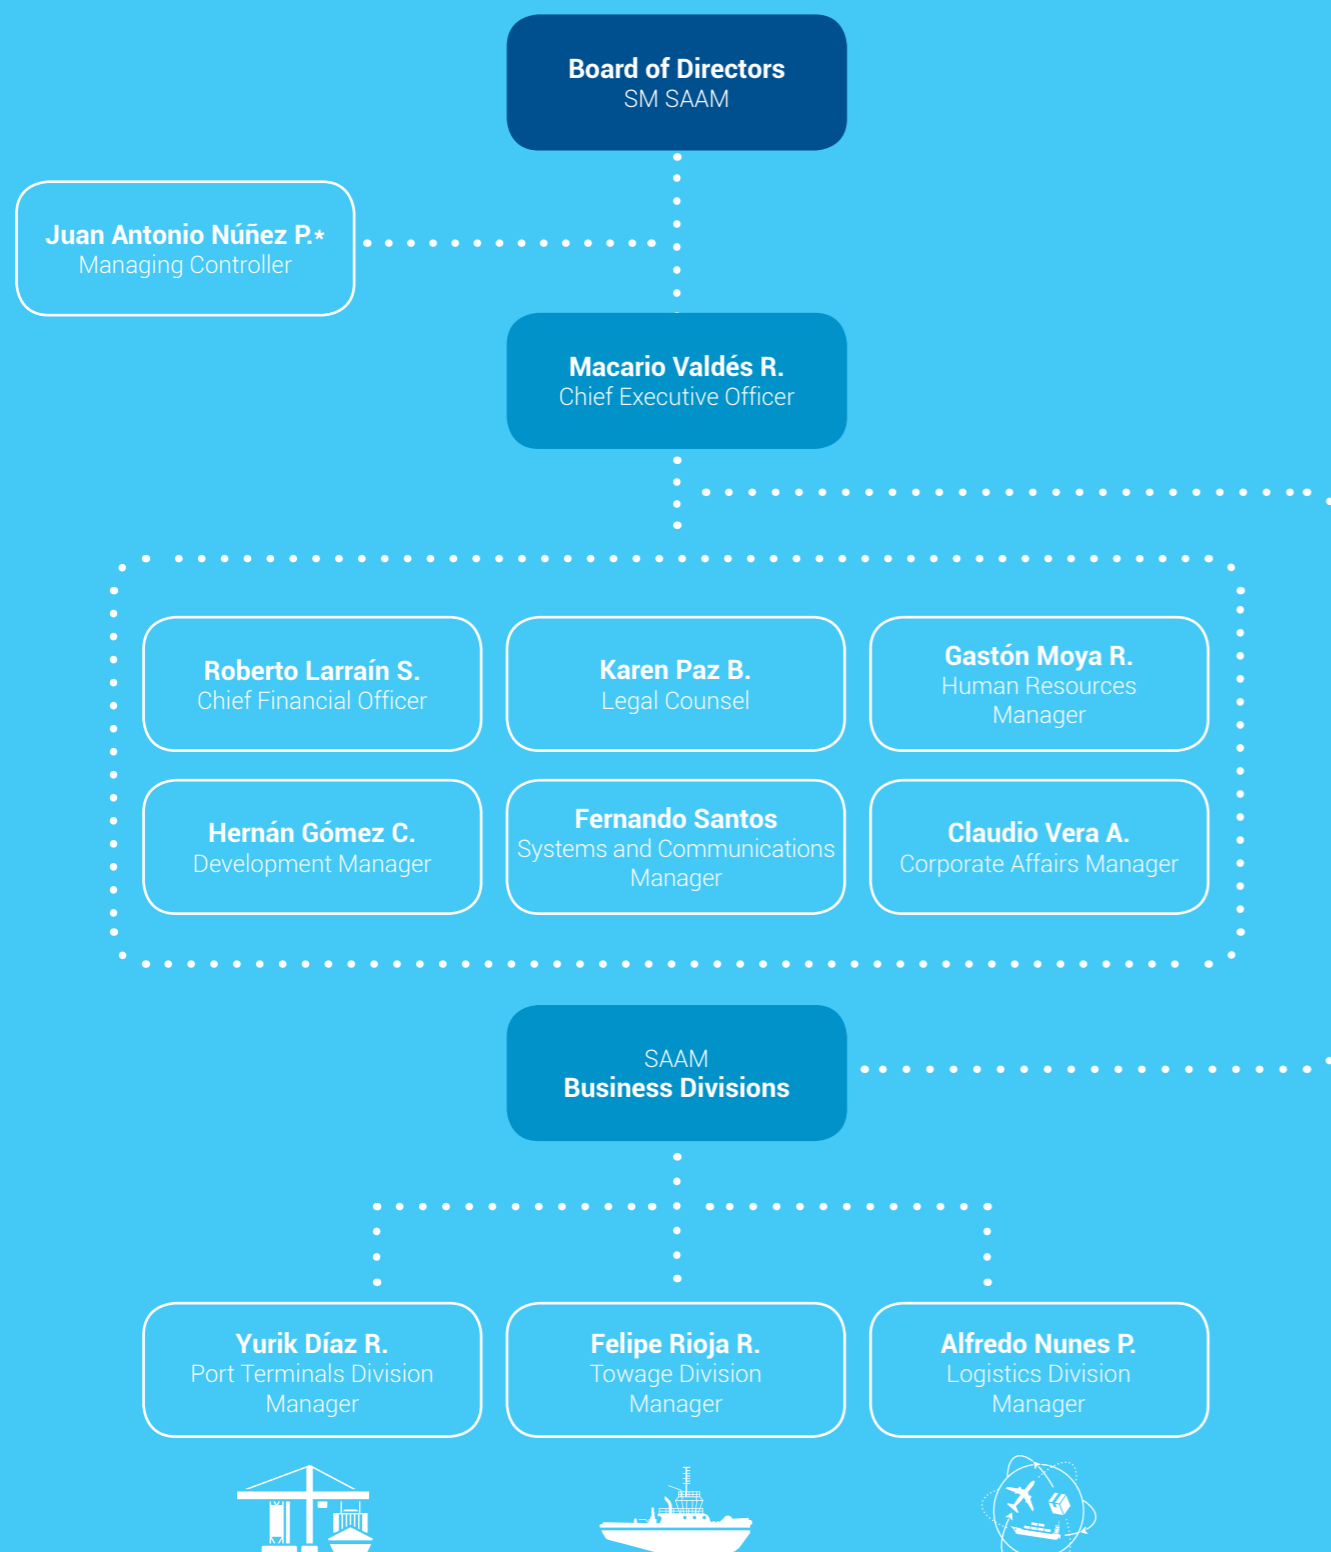 Board of Directors
SM SAAM
Juan Antonio Núñez P.*
Managing Controller
Macario Valdés R.
Chief Executive Officer
Roberto Larraín S.
Chief Financial Officer
Karen Paz B.
Legal Counsel
Gastón Moya R.
Human Resources
Manager
Hernán Gómez C.
Development Manager
Fernando Santos
Systems and Communications
Manager
Claudio Vera A.
Corporate Affairs Manager
SAAM
Business Divisions
Yurik Díaz R.
Port Terminals Division
Manager
Felipe Rioja R.
Towage Division
Manager
Alfredo Nunes P.
Logistics Division
Manager